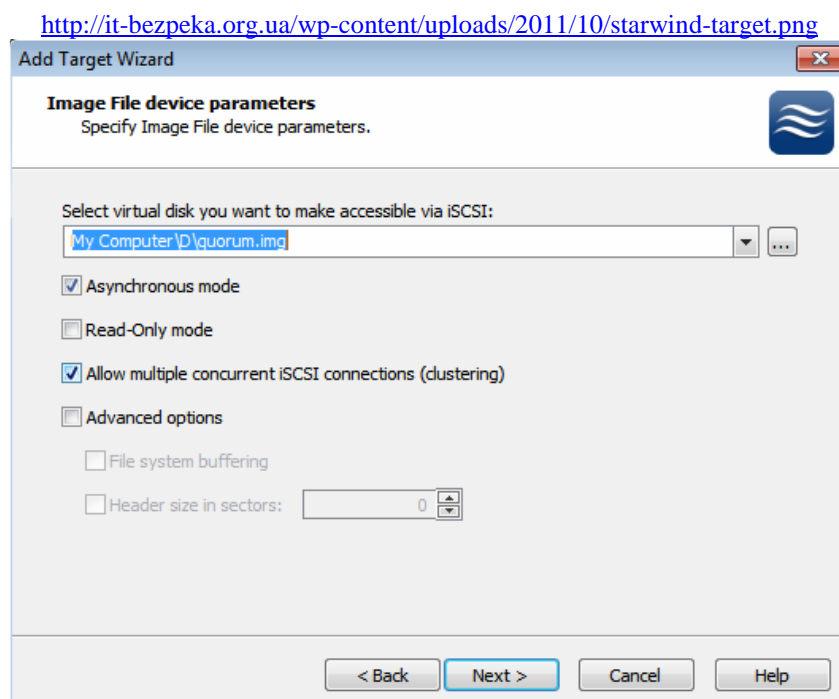 http://it-bezpeka.org.ua/wp-content/uploads/2011/10/starwind-target.png
Add Target Wizard
Image File device parameters
Specify Image File device parameters.
Select virtual disk you want to make accessible via iSCSI:
My Computer\D\quorum.img
...
Asynchronous mode
Read-Only mode
Allow multiple concurrent iSCSI connections (clustering)
Advanced options
File system buffering
Header size in sectors: 0
< Back Next > Cancel Help